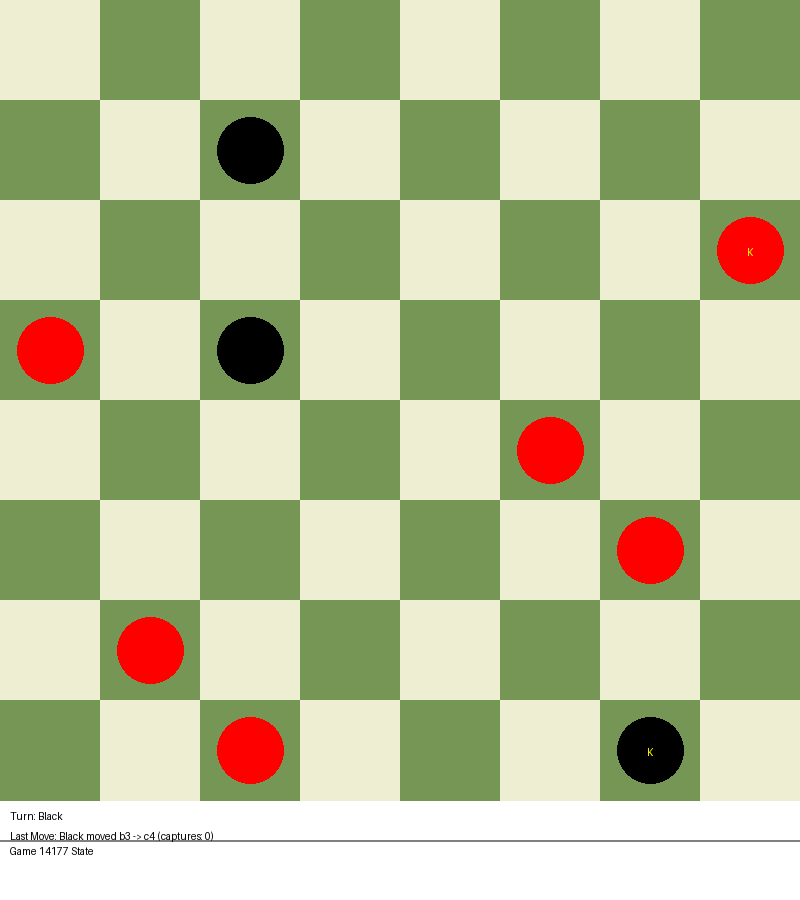 K
K
Turn: Black
Last Move: Black moved b3 -> c4 (captures: 0)
Game 14177 State